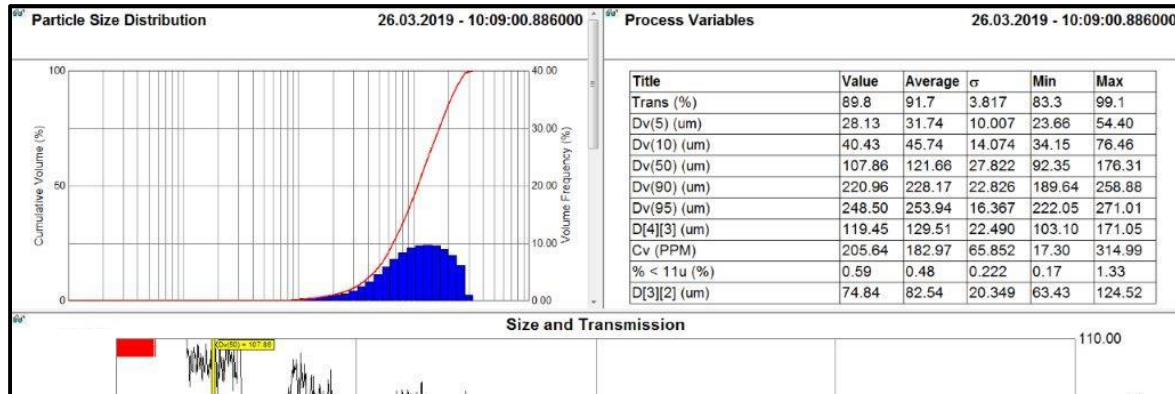 Particle Size Distribution 26.03.2019 - 10:09:00.886000
100
50
0
Cumulative Volume (%)
40.00
30.00
20.00
10.00
0.00
Volume Frequency (%)
Process Variables 26.03.2019 - 10:09:00.886000
Title Value Average σ Min Max
Trans (%) 89.8 91.7 3.817 83.3 99.1
Dv(5) (um) 28.13 31.74 10.007 23.66 54.40
Dv(10) (um) 40.43 45.74 14.074 34.15 76.46
Dv(50) (um) 107.86 121.66 27.822 92.35 176.31
Dv(90) (um) 220.96 228.17 22.826 189.64 258.88
Dv(95) (um) 248.50 253.94 16.367 222.05 271.01
D[4][3] (um) 119.45 129.51 22.490 103.10 171.05
Cv (PPM) 205.64 182.97 65.852 17.30 314.99
% < 11u (%) 0.59 0.48 0.222 0.17 1.33
D[3][2] (um) 74.84 82.54 20.349 63.43 124.52
Size and Transmission
Dv(50) = 107.86
110.00